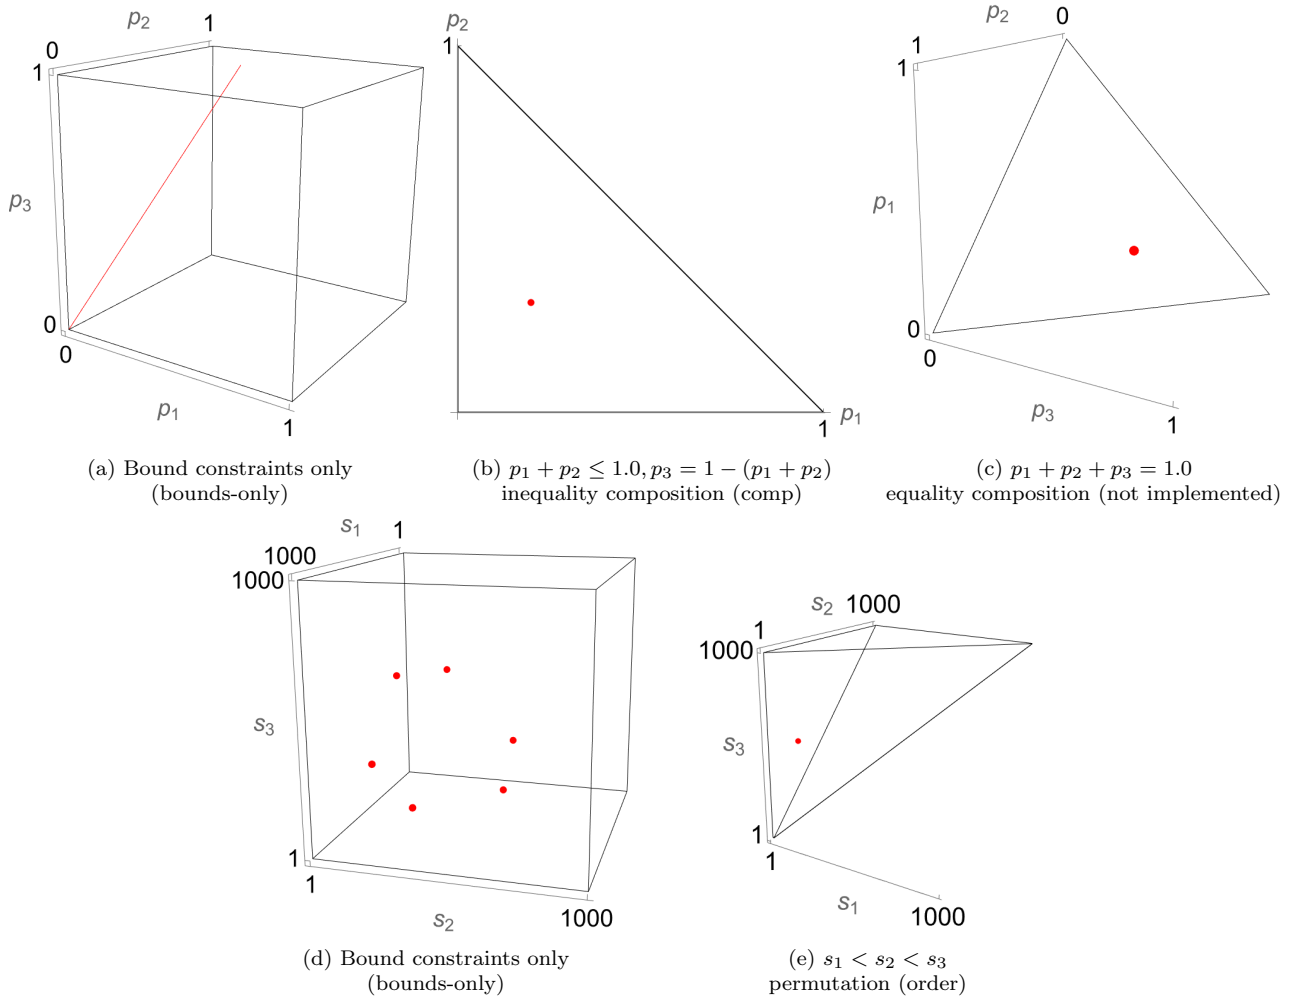 p₂
1
0
1
p₃
0
0
p₁
1
(a) Bound constraints only
(bounds-only)
p₂
1
p₁
1
(b) p₁ + p₂ ≤ 1.0, p₃ = 1 − (p₁ + p₂)
inequality composition (comp)
p₂
0
1
1
p₁
0
0
p₃
1
(c) p₁ + p₂ + p₃ = 1.0
equality composition (not implemented)
s₁
1
1000
1000
s₃
1
1
s₂
1000
(d) Bound constraints only
(bounds-only)
s₂
1000
1
1000
s₃
1
1
s₁
1000
(e) s₁ < s₂ < s₃
permutation (order)